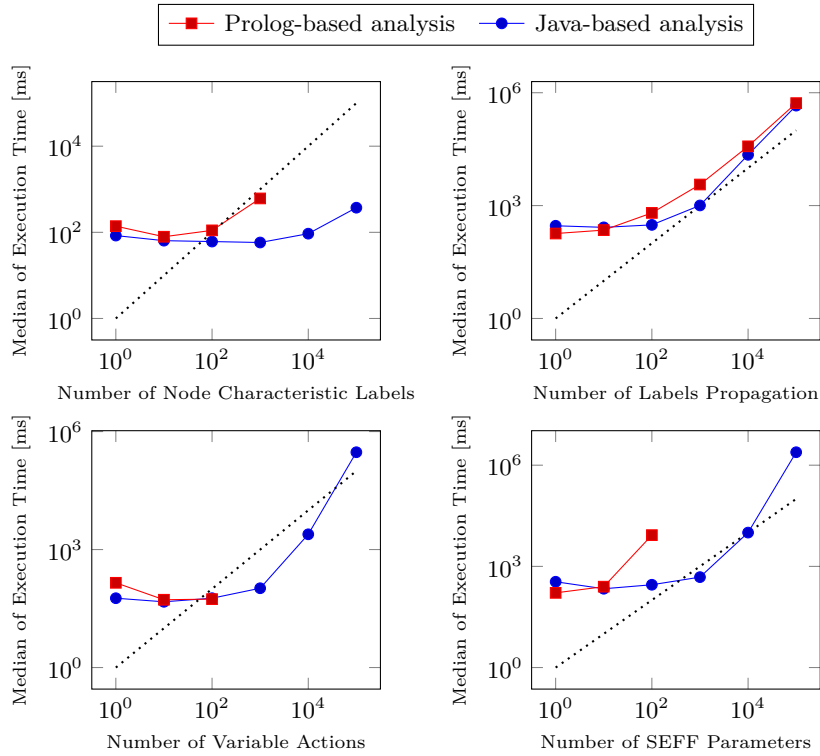 Prolog-based analysis Java-based analysis
Median of Execution Time [ms]
10^4
10^2
10^0
10^0 10^2 10^4
Number of Node Characteristic Labels
Median of Execution Time [ms]
10^6
10^3
10^0
10^0 10^2 10^4
Number of Labels Propagation
Median of Execution Time [ms]
10^6
10^3
10^0
10^0 10^2 10^4
Number of Variable Actions
Median of Execution Time [ms]
10^6
10^3
10^0
10^0 10^2 10^4
Number of SEFF Parameters